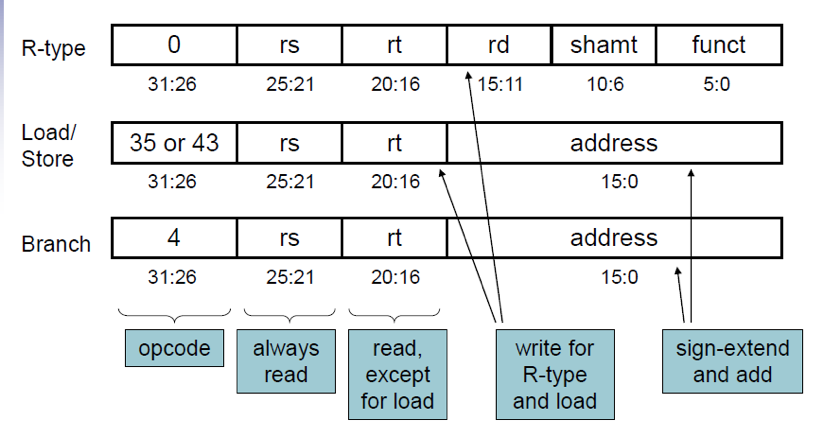 R-type 0 rs rt rd shamt funct
31:26 25:21 20:16 15:11 10:6 5:0
Load/
Store
35 or 43 rs rt address
31:26 25:21 20:16 15:0
Branch 4 rs rt address
31:26 25:21 20:16 15:0
opcode
always
read
read,
except
for load
write for
R-type
and load
sign-extend
and add